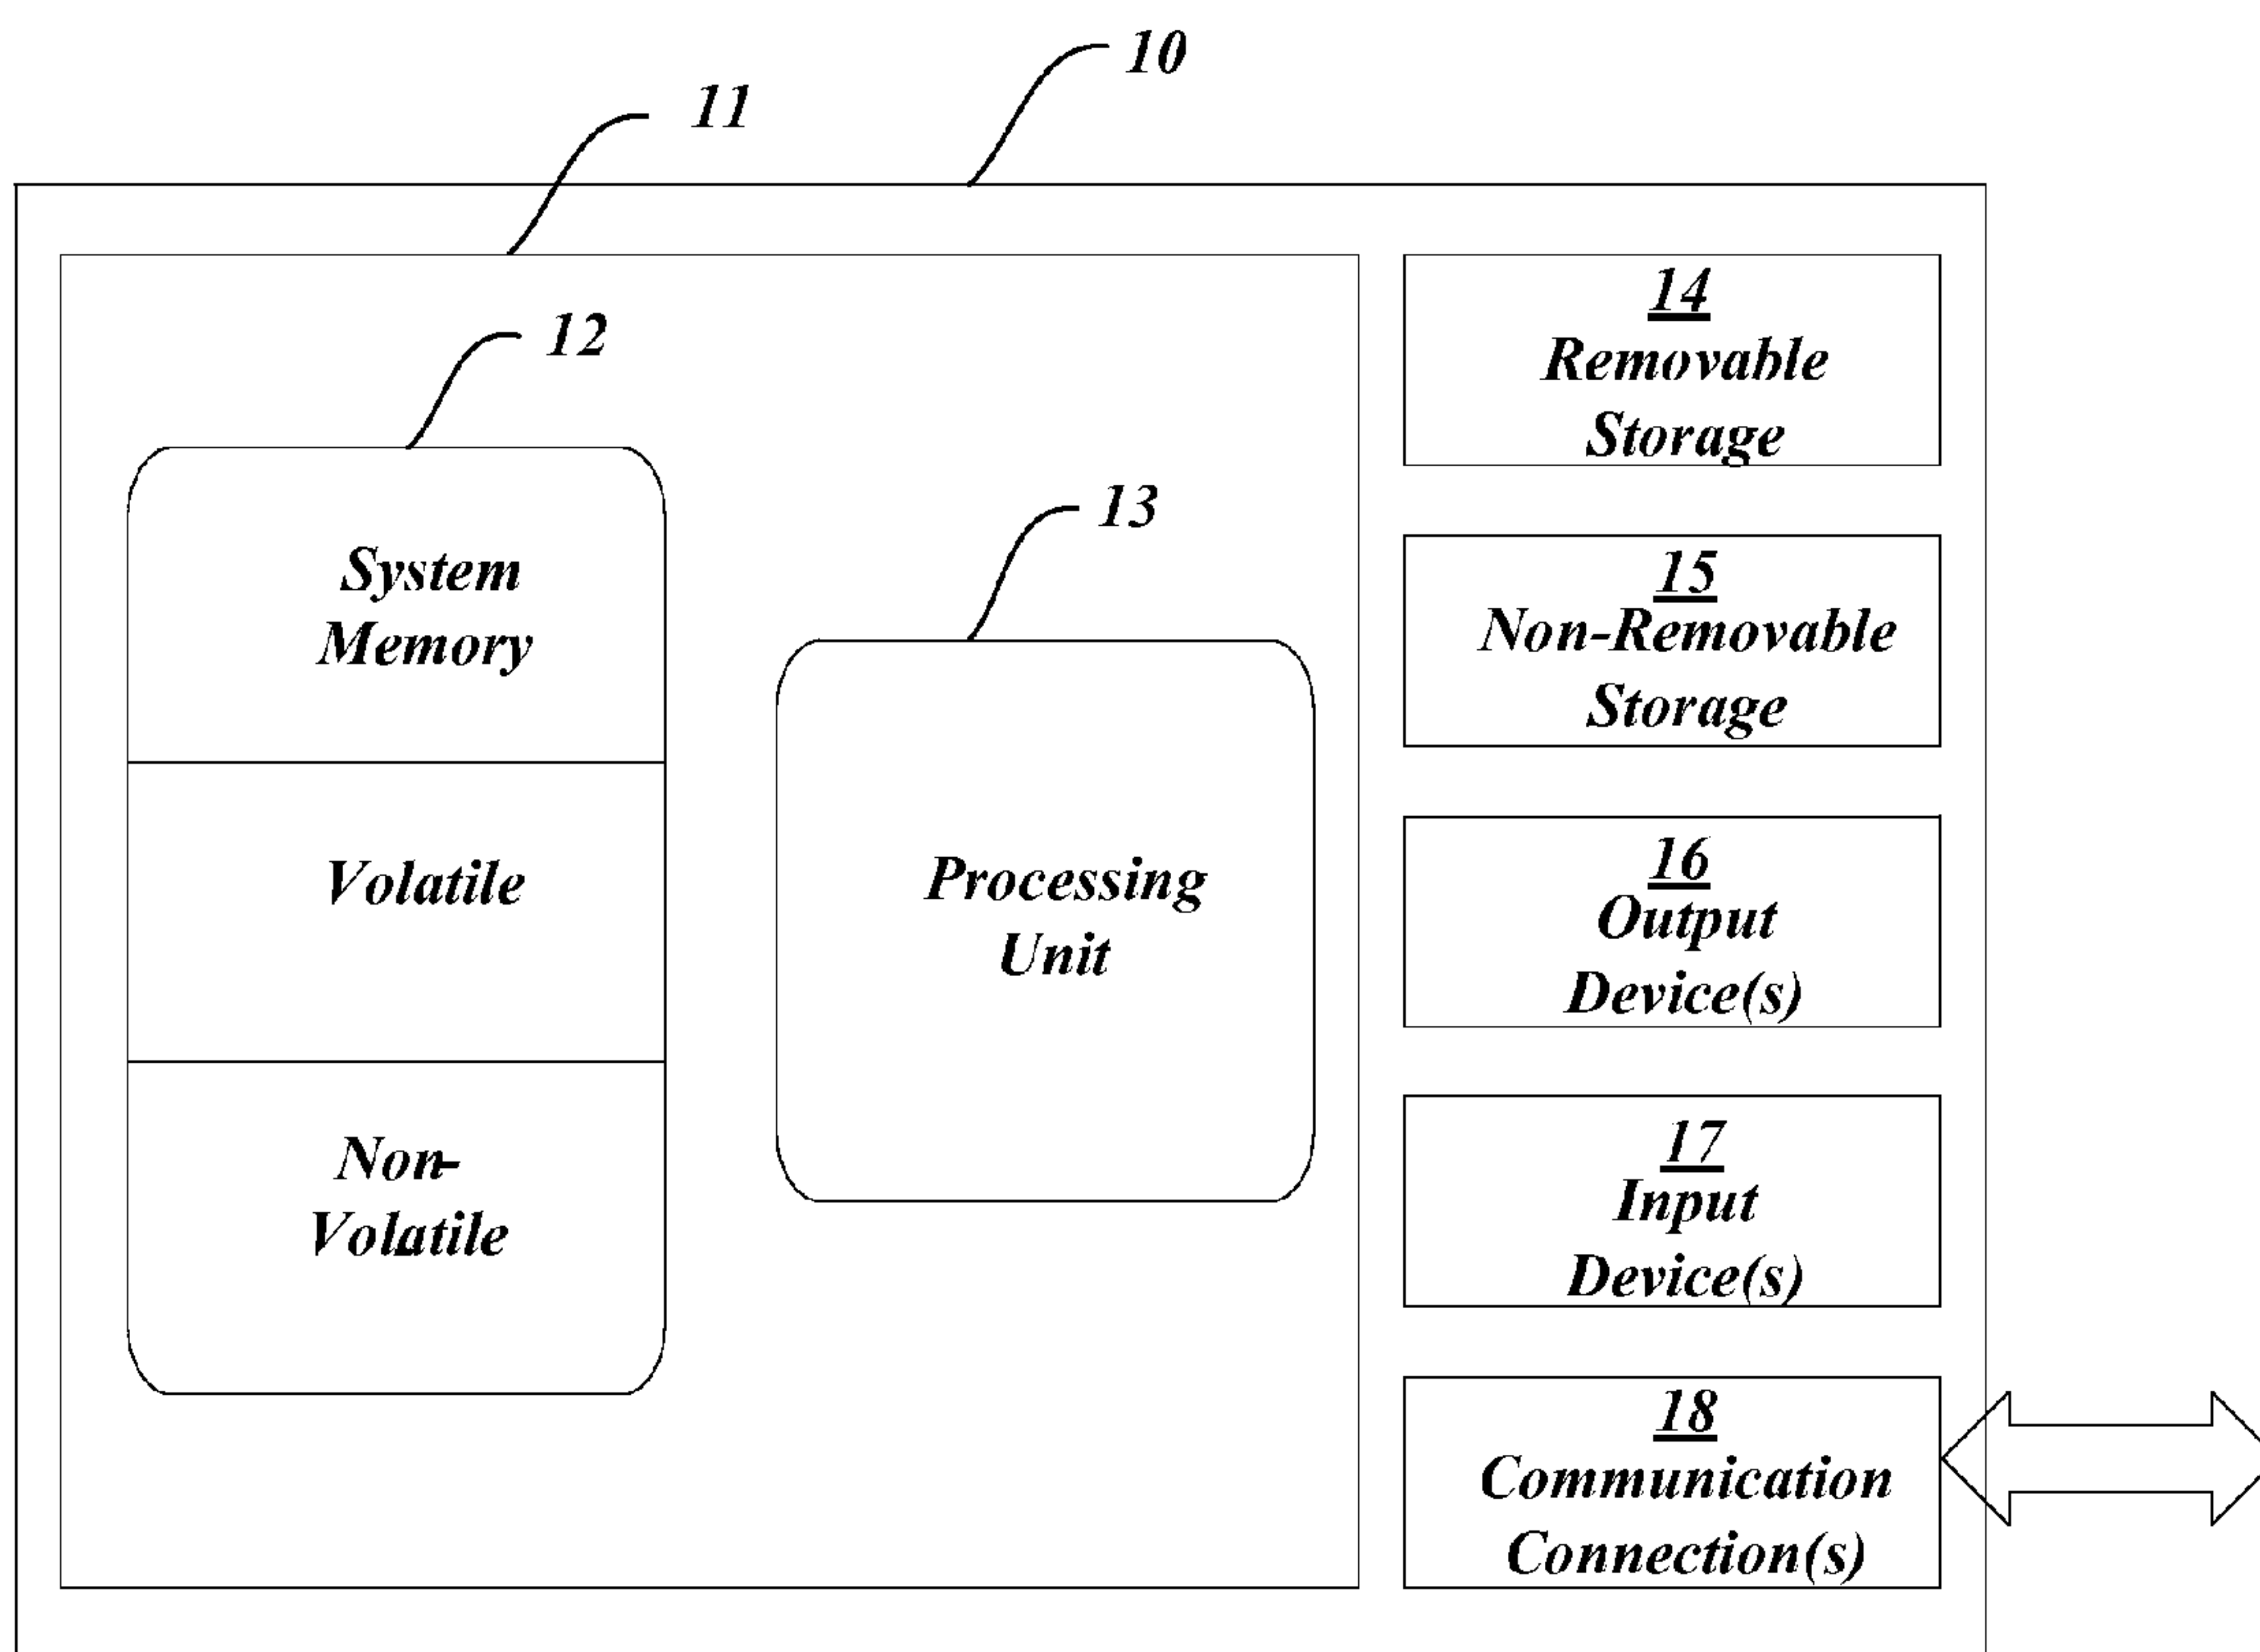 10
11
12
System
Memory
Volatile
Non-
Volatile
13
Processing
Unit
14
Removable
Storage
15
Non-Removable
Storage
16
Output
Device(s)
17
Input
Device(s)
18
Communication
Connection(s)